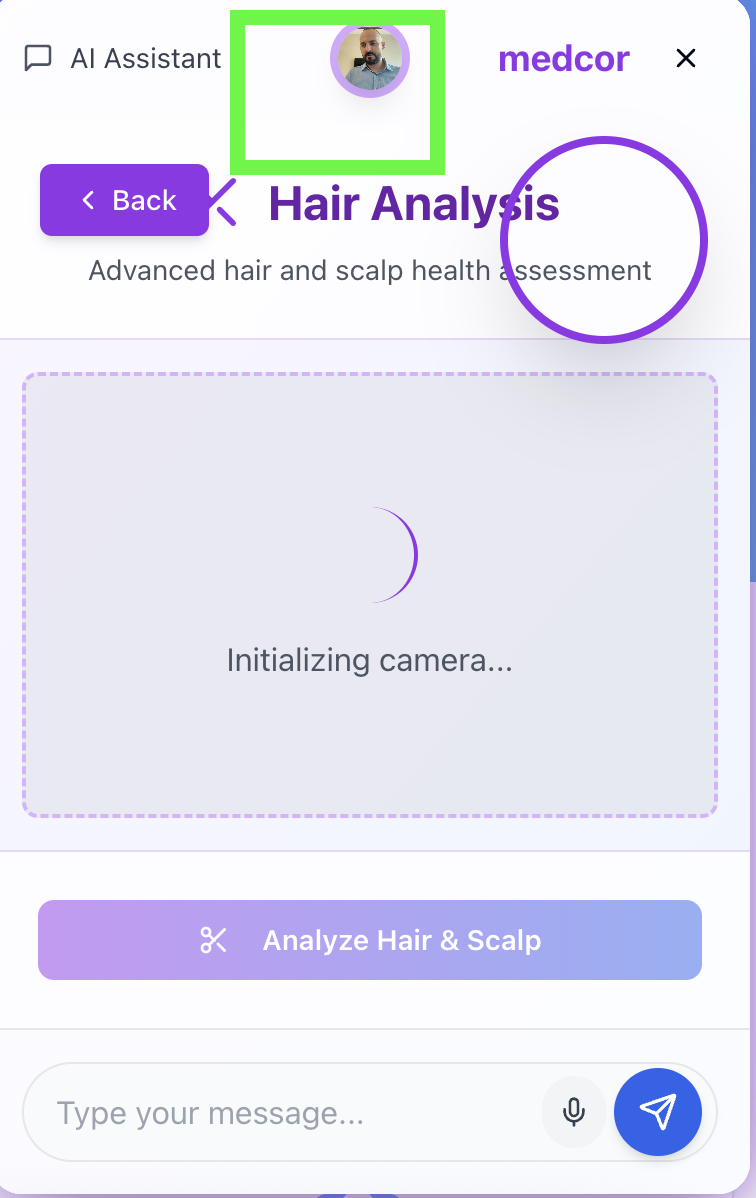 AI Assistant
medcor
Back
Hair Analysis
Advanced hair and scalp health assessment
Initializing camera...
Analyze Hair & Scalp
Type your message...